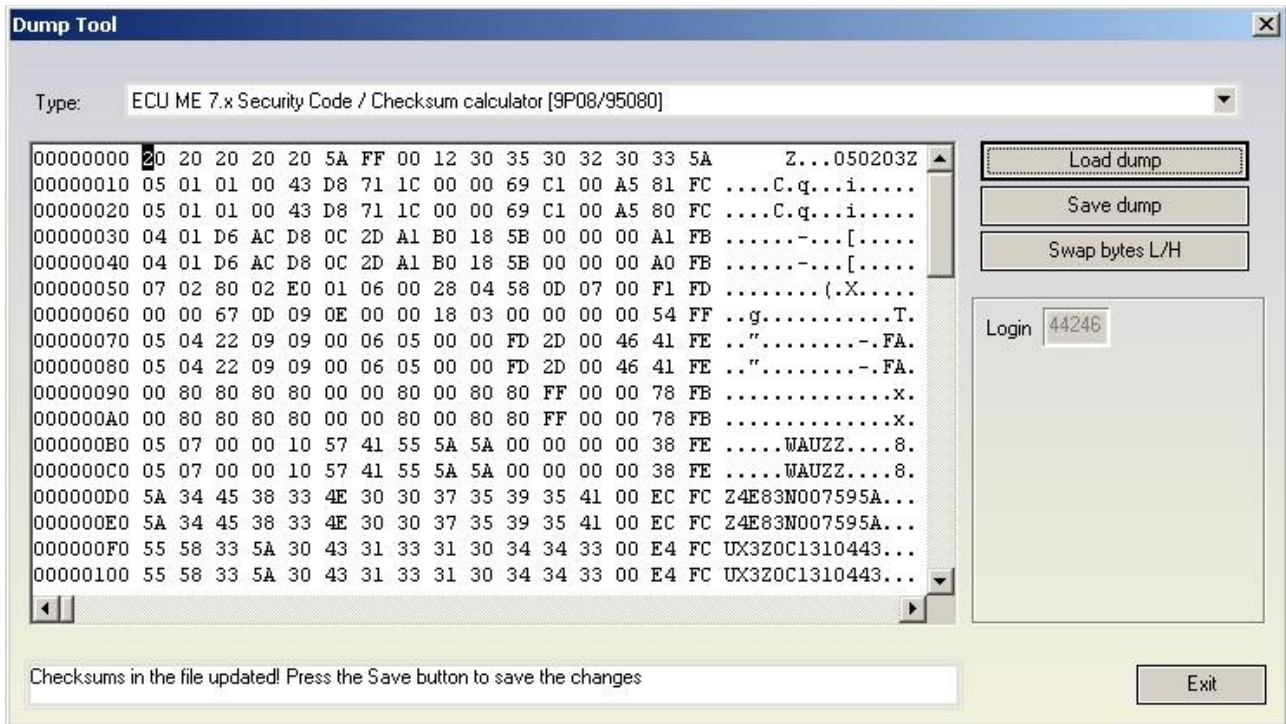 Dump Tool
Type: ECU ME 7.x Security Code / Checksum calculator [9P08/95080]
00000000 20 20 20 20 20 5A FF 00 12 30 35 30 32 30 33 5A Z...050203Z
00000010 05 01 01 00 43 D8 71 1C 00 00 69 C1 00 A5 81 FC ....C.q...i.....
00000020 05 01 01 00 43 D8 71 1C 00 00 69 C1 00 A5 80 FC ....C.q...i.....
00000030 04 01 D6 AC D8 0C 2D A1 B0 18 5B 00 00 00 A1 FB ......-...[.....
00000040 04 01 D6 AC D8 0C 2D A1 B0 18 5B 00 00 00 A0 FB ......-...[.....
00000050 07 02 80 02 E0 01 06 00 28 04 58 0D 07 00 F1 FD ........(.X.....
00000060 00 00 67 0D 09 0E 00 00 18 03 00 00 00 00 54 FF ..g...........T.
00000070 05 04 22 09 09 00 06 05 00 00 FD 2D 00 46 41 FE .."........-.FA.
00000080 05 04 22 09 09 00 06 05 00 00 FD 2D 00 46 41 FE .."........-.FA.
00000090 00 80 80 80 80 00 00 80 00 80 80 FF 00 00 78 FB ..............x.
000000A0 00 80 80 80 80 00 00 80 00 80 80 FF 00 00 78 FB ..............x.
000000B0 05 07 00 00 10 57 41 55 5A 5A 00 00 00 00 38 FE .....WAUZZ....8.
000000C0 05 07 00 00 10 57 41 55 5A 5A 00 00 00 00 38 FE .....WAUZZ....8.
000000D0 5A 34 45 38 33 4E 30 30 37 35 39 35 41 00 EC FC Z4E83N007595A...
000000E0 5A 34 45 38 33 4E 30 30 37 35 39 35 41 00 EC FC Z4E83N007595A...
000000F0 55 58 33 5A 30 43 31 33 31 30 34 34 33 00 E4 FC UX3Z0C1310443...
00000100 55 58 33 5A 30 43 31 33 31 30 34 34 33 00 E4 FC UX3Z0C1310443...
Load dump
Save dump
Swap bytes L/H
Login 44246
Checksums in the file updated! Press the Save button to save the changes
Exit